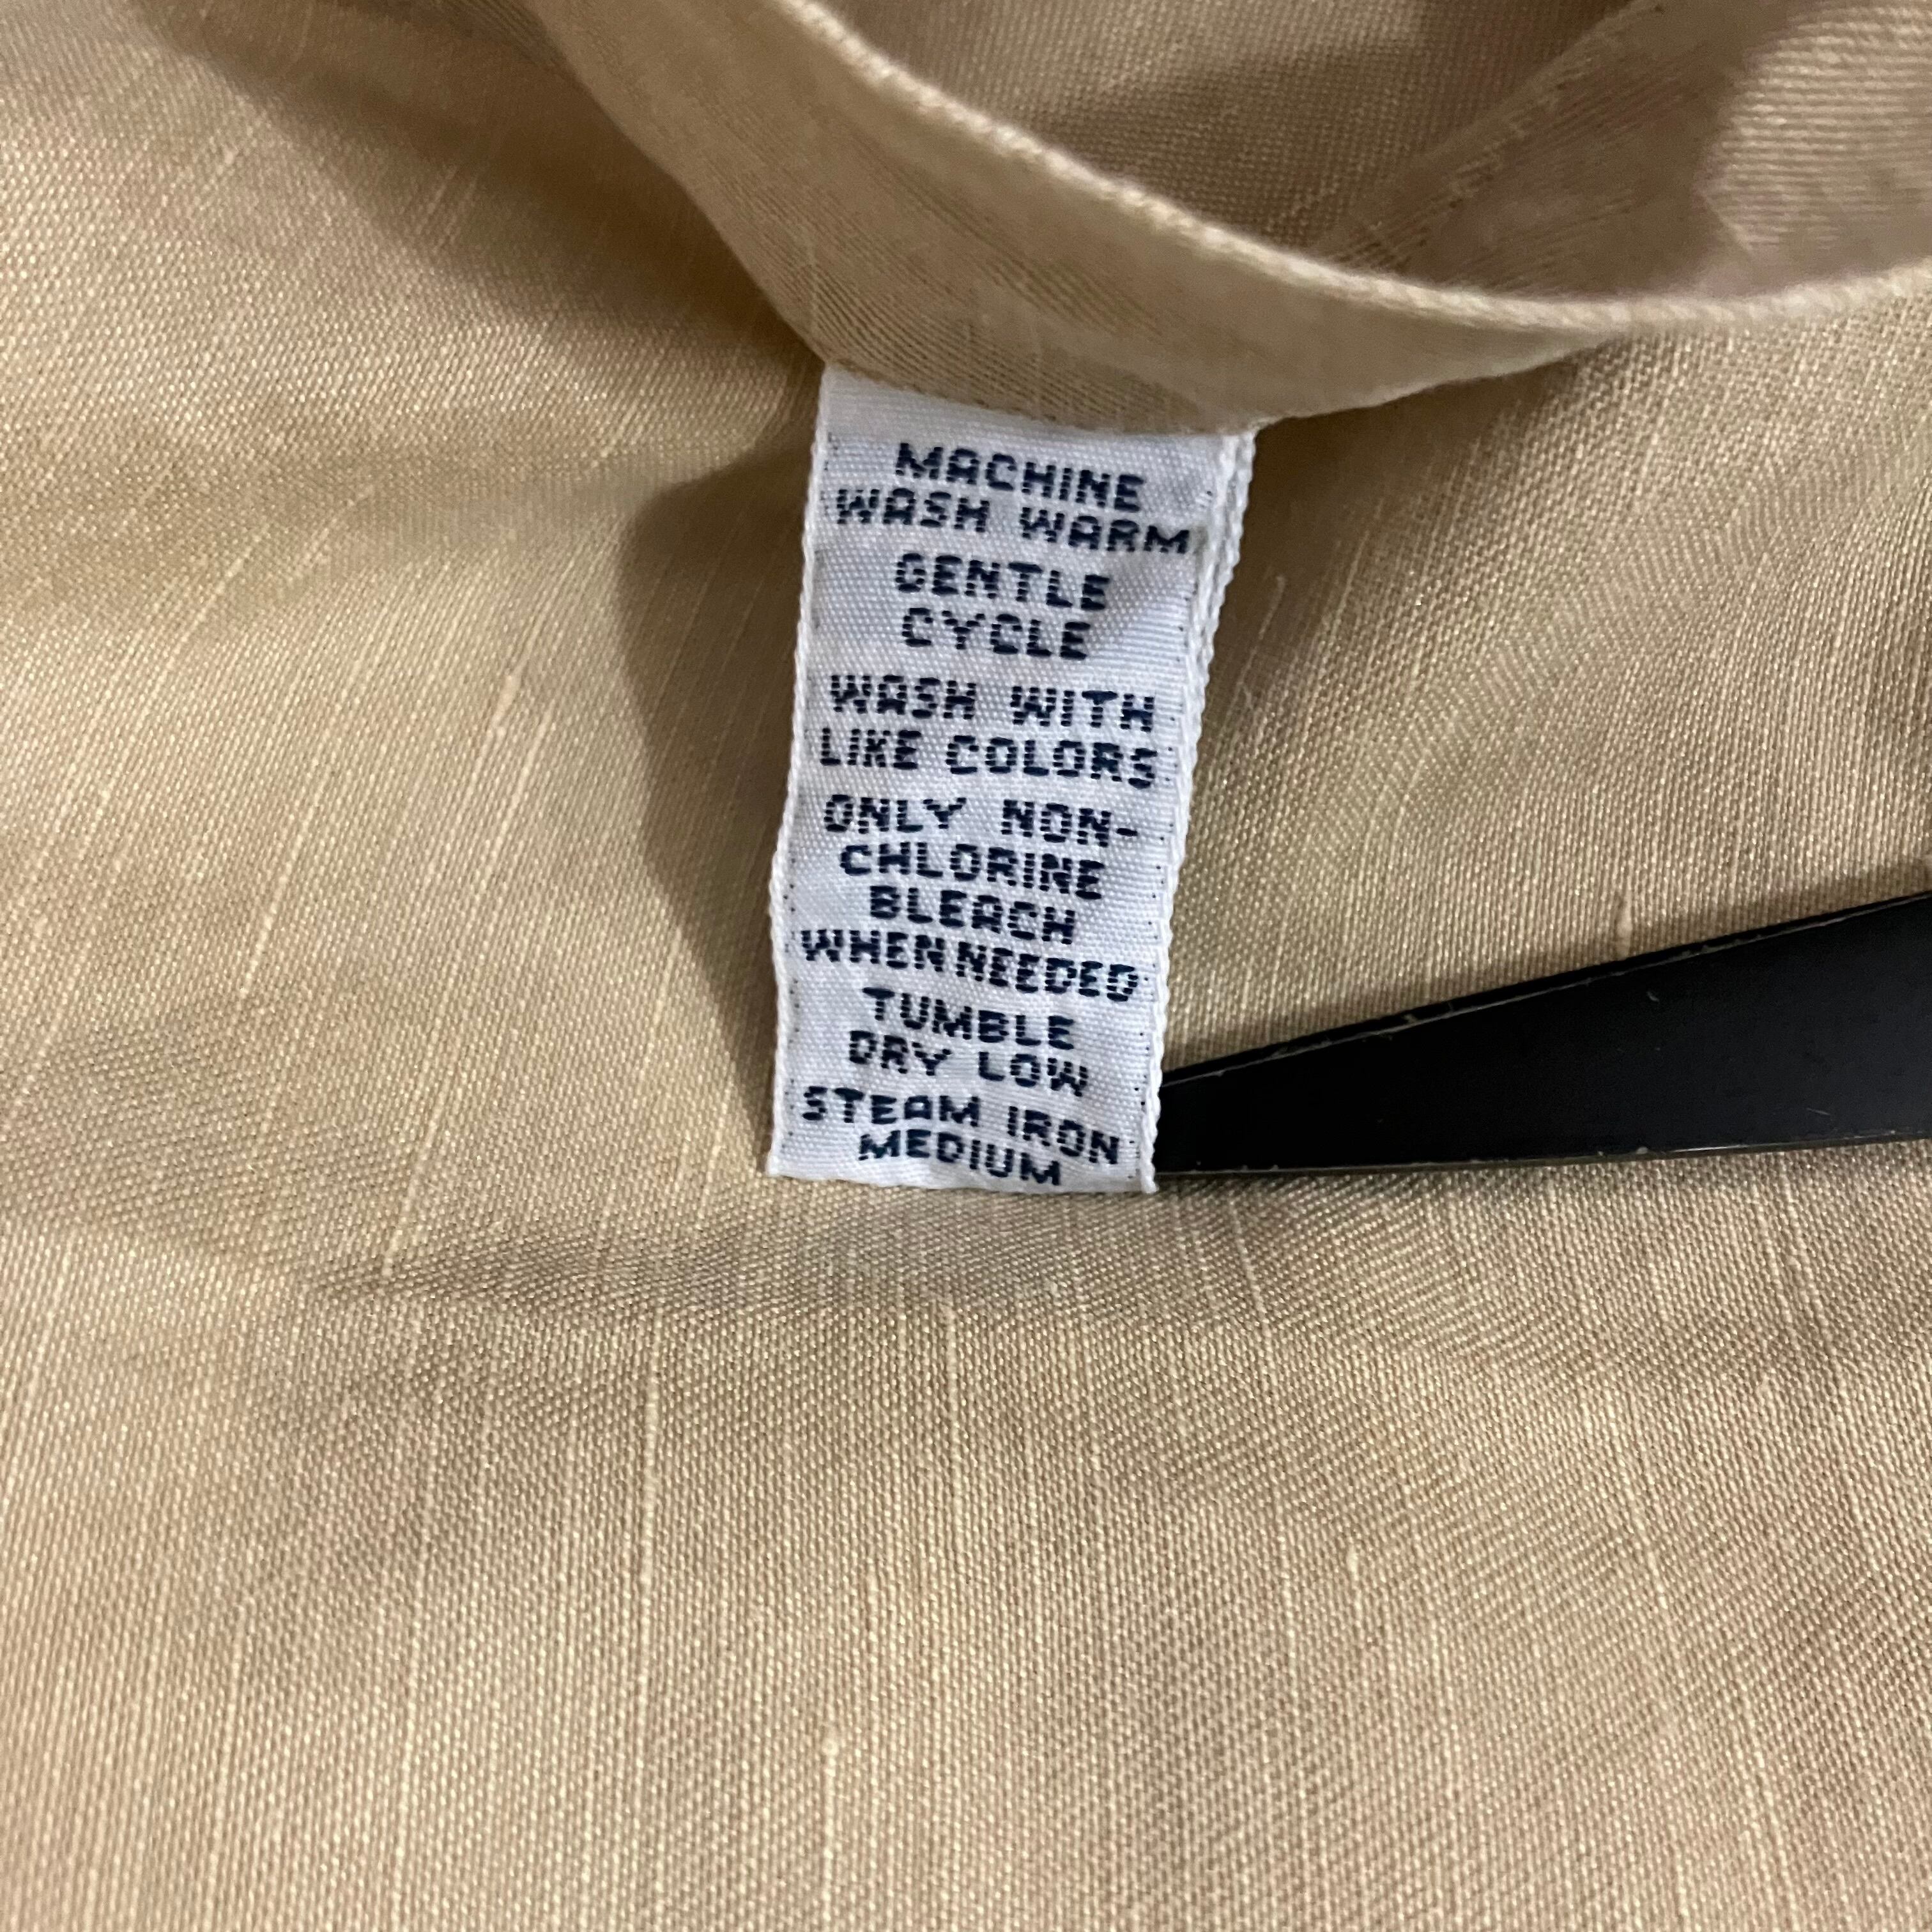 MACHINE
WASH WARM
GENTLE
CYCLE
WASH WITH
LIKE COLORS
ONLY NON-
CHLORINE
BLEACH
WHEN NEEDED
TUMBLE
DRY LOW
STEAM IRON
MEDIUM